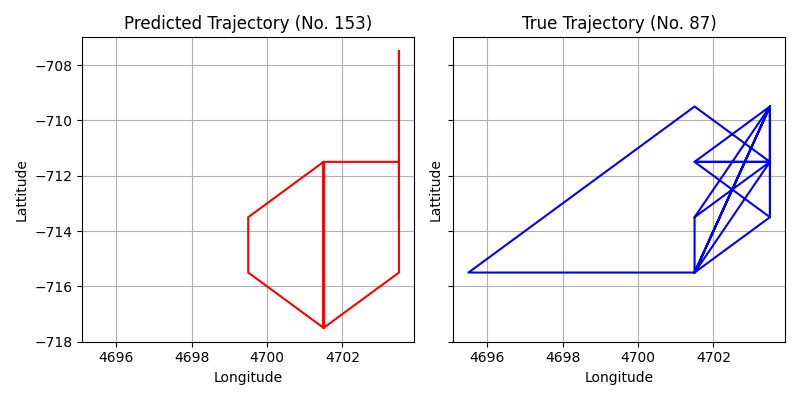 Predicted Trajectory (No. 153)
True Trajectory (No. 87)
−708
−710
−712
−714
−716
−718
Lattitude
Lattitude
4696 4698 4700 4702
4696 4698 4700 4702
Longitude
Longitude